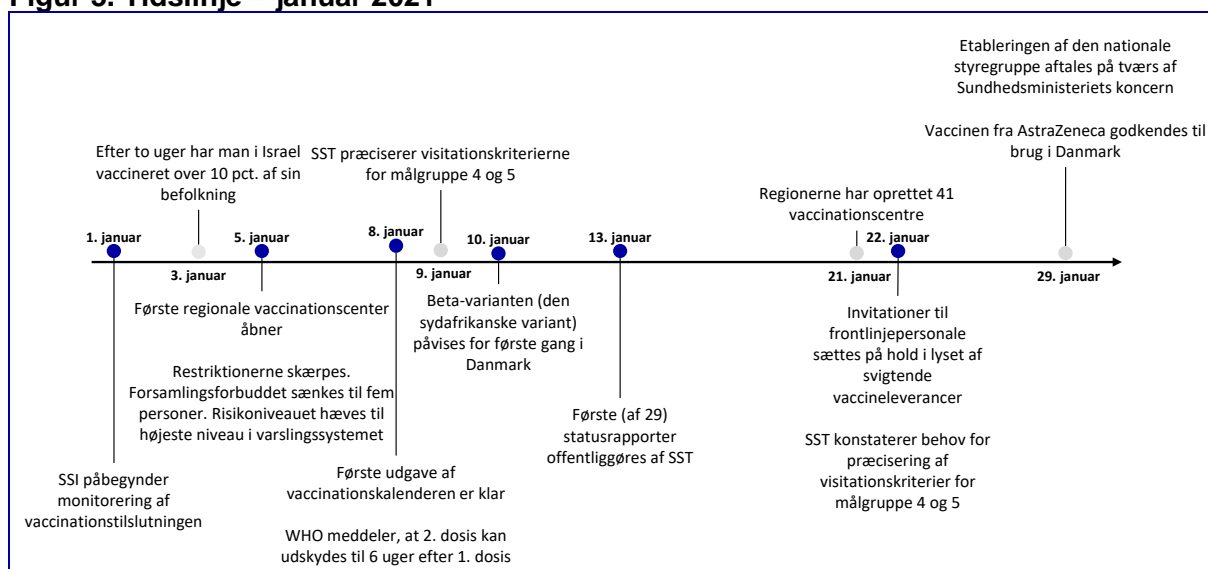 Figur 3. Tidslinje – januar 2021
Etableringen af den nationale
styregruppe aftales på tværs af
Sundhedsministeriets koncern
Vaccinen fra AstraZeneca godkendes til
brug i Danmark
Efter to uger har man i Israel
vaccineret over 10 pct. af sin
befolkning
SST præciserer visitationskriterierne
for målgruppe 4 og 5
Regionerne har oprettet 41
vaccinationscentre
1. januar
5. januar
8. januar
10. januar
13. januar
22. januar
3. januar
9. januar
21. januar
29. januar
Første regionale vaccinationscenter
åbner
Restriktionerne skærpes.
Forsamlingsforbuddet sænkes til fem
personer. Risikoniveauet hæves til
højeste niveau i varslingssystemet
Beta-varianten (den
sydafrikanske variant)
påvises for første gang i
Danmark
Invitationer til
frontlinjepersonale
sættes på hold i lyset af
svigtende
vaccineleverancer
SST konstaterer behov for
præcisering af
visitationskriterier for
målgruppe 4 og 5
Første (af 29)
statusrapporter
offentliggøres af SST
SSI påbegynder
monitorering af
vaccinationstilslutningen
Første udgave af
vaccinationskalenderen er klar
WHO meddeler, at 2. dosis kan
udskydes til 6 uger efter 1. dosis